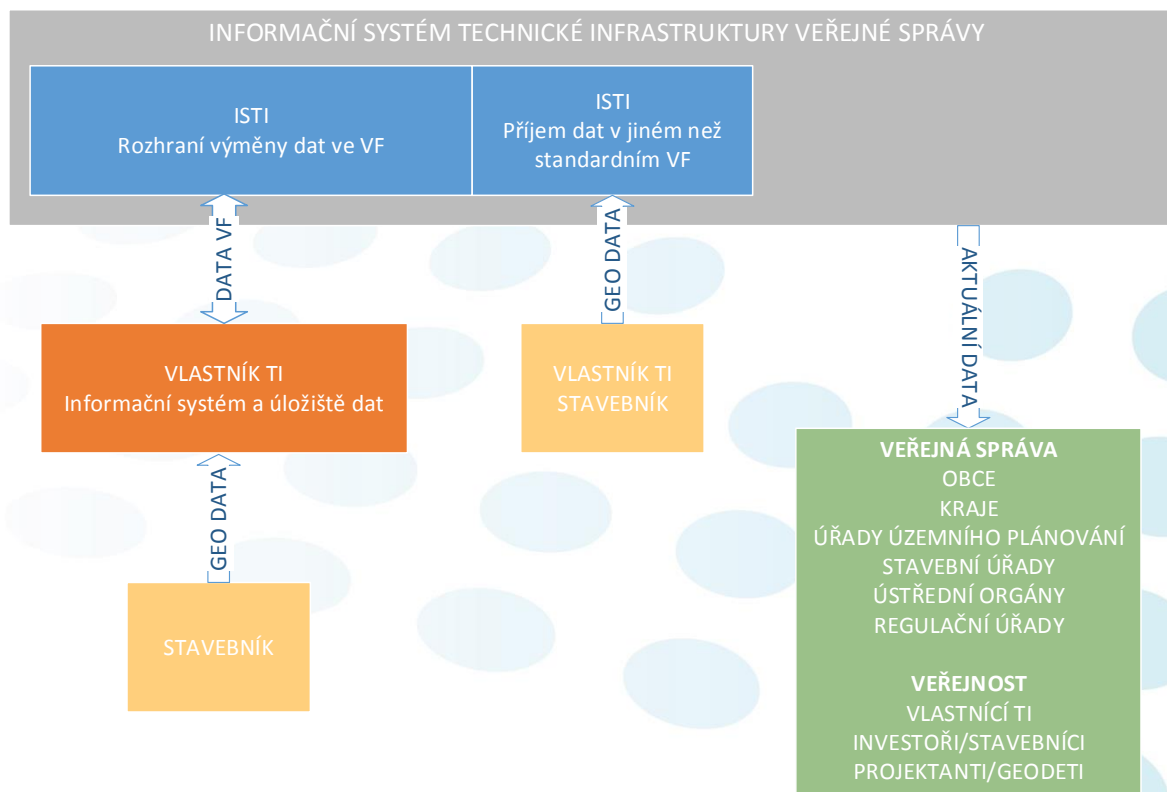 INFORMAČNÍ SYSTÉM TECHNICKÉ INFRASTRUKTURY VEŘEJNÉ SPRÁVY
ISTI
Rozhraní výměny dat ve VF
ISTI
Příjem dat v jiném než
standardním VF
DATA VF
GEO DATA
AKTUÁLNÍ DATA
VLASTNÍK TI
Informační systém a úložiště dat
VLASTNÍK TI
STAVEBNÍK
GEO DATA
STAVEBNÍK
VEŘEJNÁ SPRÁVA
OBCE
KRAJE
ÚŘADY ÚZEMNÍHO PLÁNOVÁNÍ
STAVEBNÍ ÚŘADY
ÚSTŘEDNÍ ORGÁNY
REGULAČNÍ ÚŘADY
VEŘEJNOST
VLASTNÍCÍ TI
INVESTOŘI/STAVEBNÍCI
PROJEKTANTI/GEODETI